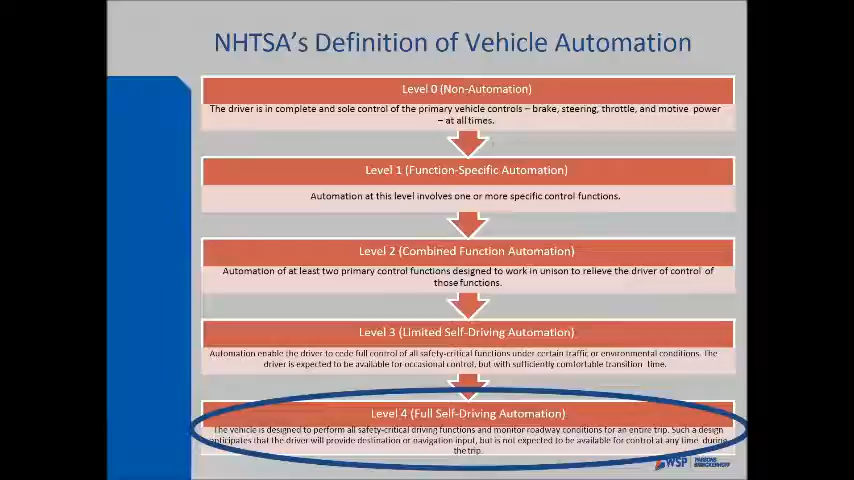 NHTSA's Definition of Vehicle Automation
Level 0 (Non-Automation)
The driver is in complete and sole control of the primary vehicle controls – brake, steering, throttle, and motive power
– at all times.
Level 1 (Function-Specific Automation)
Automation at this level involves one or more specific control functions.
Level 2 (Combined Function Automation)
Automation of at least two primary control functions designed to work in unison to relieve the driver of control of
those functions.
Level 3 (Limited Self-Driving Automation)
Automation enable the driver to cede full control of all safety-critical functions under certain traffic or environmental conditions. The
driver is expected to be available for occasional control, but with sufficiently comfortable transition time.
Level 4 (Full Self-Driving Automation)
The vehicle is designed to perform all safety-critical driving functions and monitor roadway conditions for an entire trip. Such a design
anticipates that the driver will provide destination or navigation input, but is not expected to be available for control at any time during
the trip.
WSP PARSONS BRINCKERHOFF